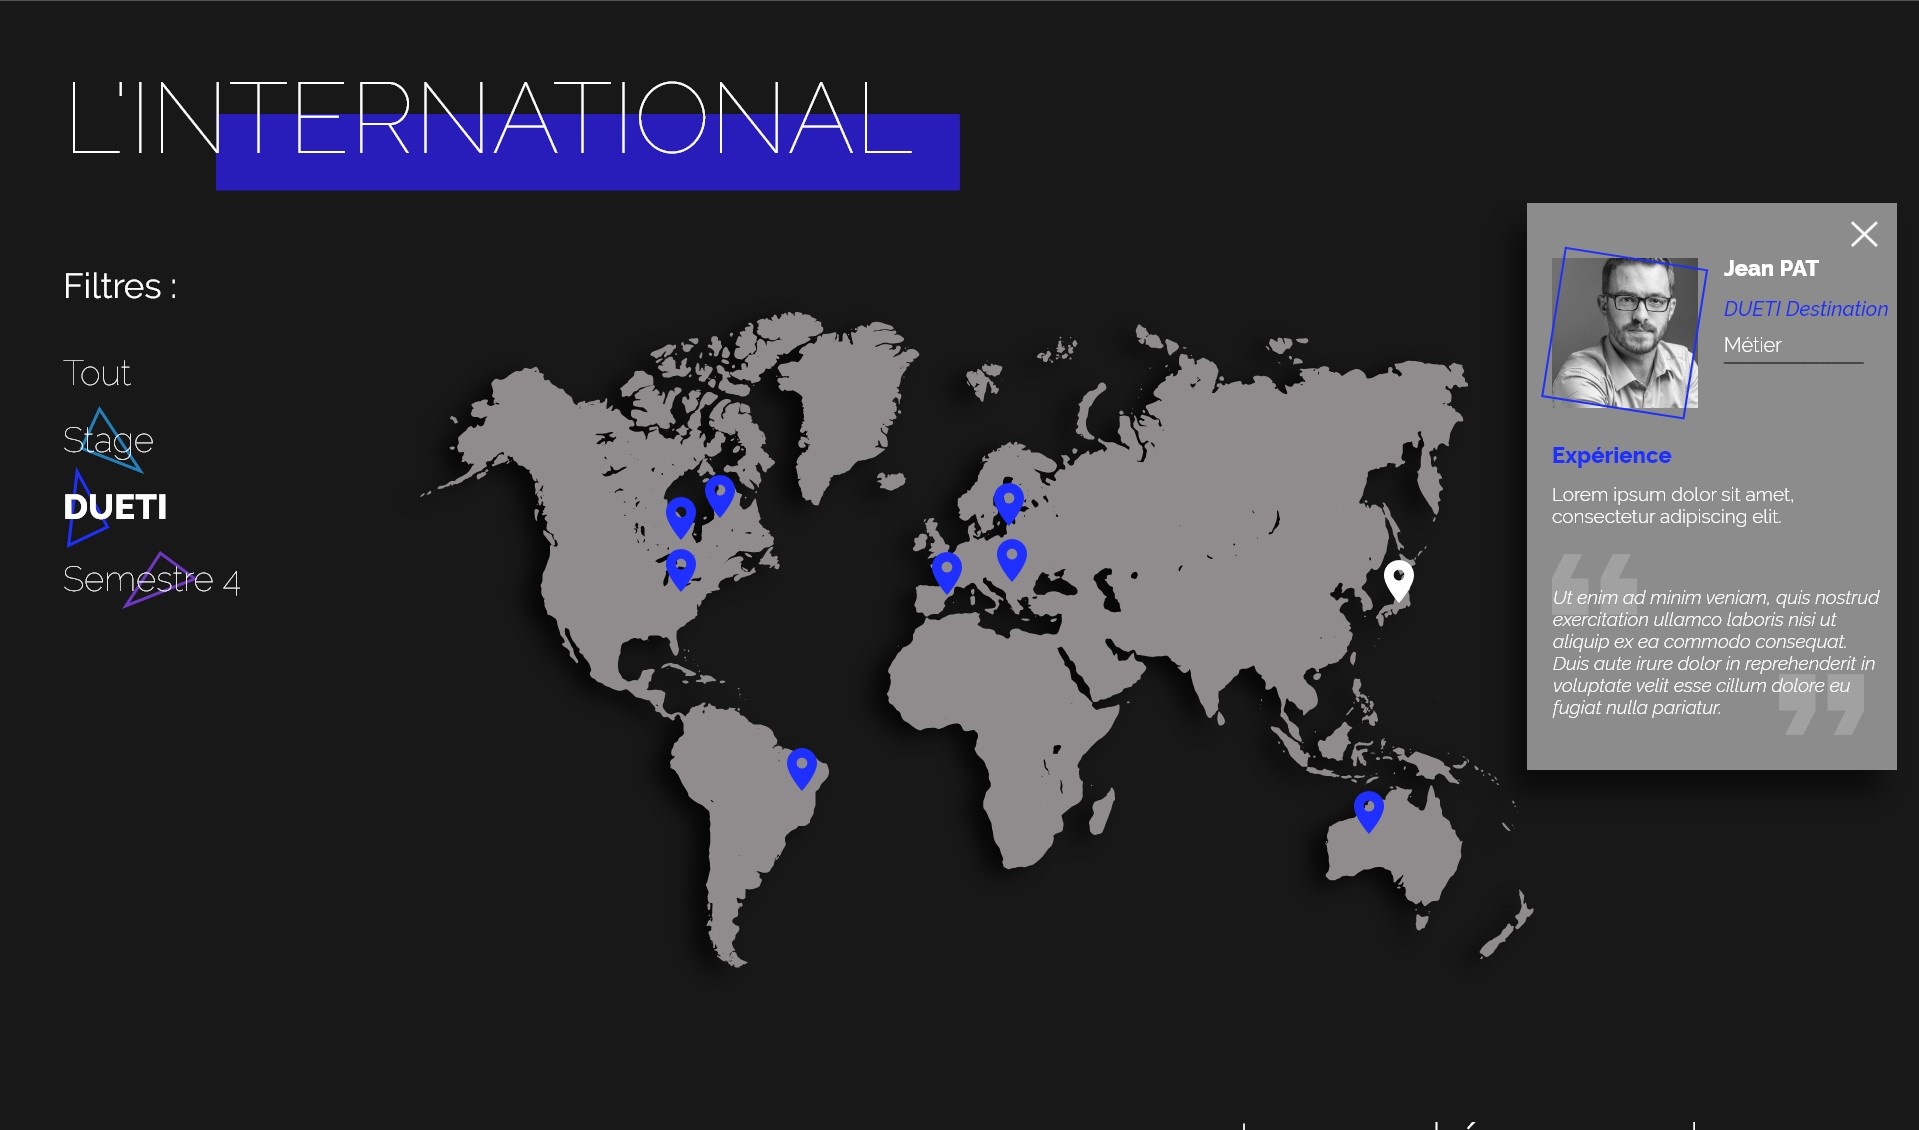 L'INTERNATIONAL
Filtres :
Tout
Stage
DUETI
Semestre 4
Jean PAT
DUETI Destination
Métier
Expérience
Lorem ipsum dolor sit amet,
consectetur adipiscing elit.
Ut enim ad minim veniam, quis nostrud
exercitation ullamco laboris nisi ut
aliquip ex ea commodo consequat.
Duis aute irure dolor in reprehenderit in
voluptate velit esse cillum dolore eu
fugiat nulla pariatur.